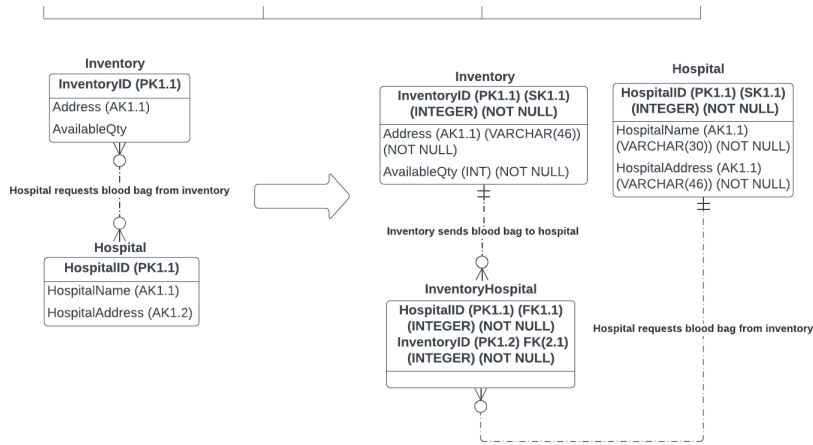 Inventory
InventoryID (PK1.1)
Address (AK1.1)
AvailableQty
Hospital requests blood bag from inventory
Hospital
HospitalID (PK1.1)
HospitalName (AK1.1)
HospitalAddress (AK1.2)
Inventory
InventoryID (PK1.1) (SK1.1)
(INTEGER) (NOT NULL)
Address (AK1.1) (VARCHAR(46))
(NOT NULL)
AvailableQty (INT) (NOT NULL)
Inventory sends blood bag to hospital
InventoryHospital
HospitalID (PK1.1) (FK1.1)
(INTEGER) (NOT NULL)
InventoryID (PK1.2) FK(2.1)
(INTEGER) (NOT NULL)
Hospital
HospitalID (PK1.1) (SK1.1)
(INTEGER) (NOT NULL)
HospitalName (AK1.1)
(VARCHAR(30)) (NOT NULL)
HospitalAddress (AK1.1)
(VARCHAR(46)) (NOT NULL)
Hospital requests blood bag from inventory